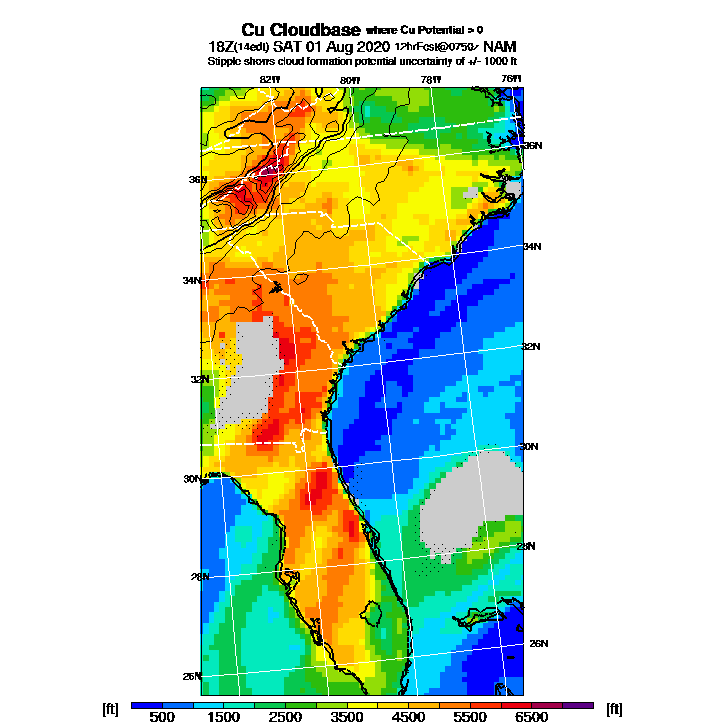 Cu Cloudbase where Cu Potential > 0
18Z(14edt) SAT 01 Aug 2020 12hrFcst@0750z NAM
Stipple shows cloud formation potential uncertainty of +/- 1000 ft
82W 80W 78W 76W
36N
36N
34N
34N
32N
32N
30N
30N
28N
28N
26N
26N
[ft] 500 1500 2500 3500 4500 5500 6500 [ft]